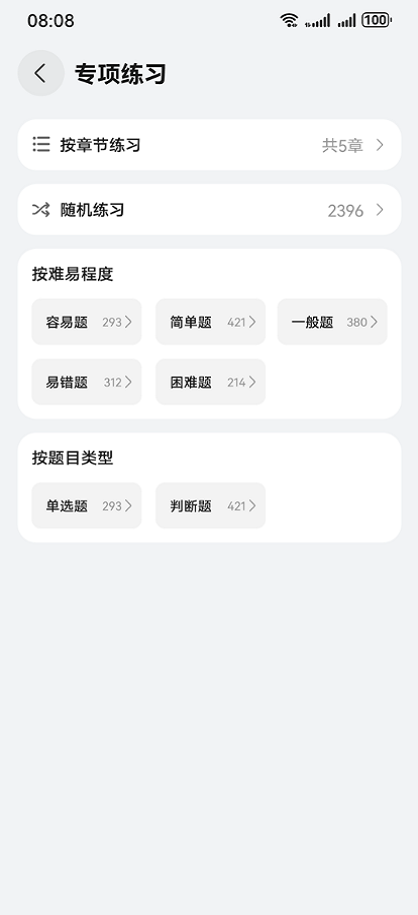 08:08 100
专项练习
按章节练习 共5章
随机练习 2396
按难易程度
容易题 293 简单题 421 一般题 380
易错题 312 困难题 214
按题目类型
单选题 293 判断题 421